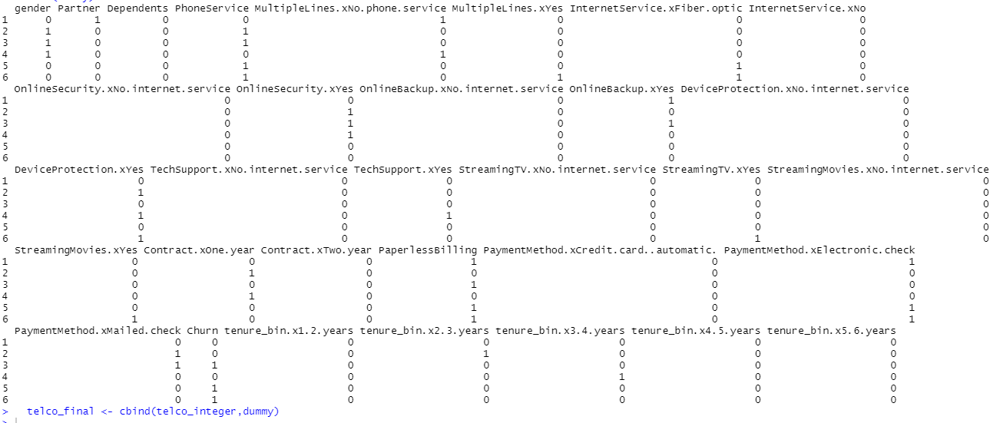 gender Partner Dependents PhoneService MultipleLines.xNo.phone.service MultipleLines.xYes InternetService.xFiber.optic InternetService.xNo
1 0 1 0 0 1 0 0 0
2 1 0 0 1 0 0 0 0
3 1 0 0 1 0 0 0 0
4 1 0 0 0 1 0 0 0
5 0 0 0 1 0 0 1 0
6 0 0 0 1 0 1 1 0
  OnlineSecurity.xNo.internet.service OnlineSecurity.xYes OnlineBackup.xNo.internet.service OnlineBackup.xYes DeviceProtection.xNo.internet.service
1 0 0 0 1 0
2 0 1 0 0 0
3 0 1 0 1 0
4 0 1 0 0 0
5 0 0 0 0 0
6 0 0 0 0 0
  DeviceProtection.xYes TechSupport.xNo.internet.service TechSupport.xYes StreamingTV.xNo.internet.service StreamingTV.xYes StreamingMovies.xNo.internet.service
1 0 0 0 0 0 0
2 1 0 0 0 0 0
3 0 0 0 0 0 0
4 1 0 1 0 0 0
5 0 0 0 0 0 0
6 1 0 0 0 1 0
  StreamingMovies.xYes Contract.xOne.year Contract.xTwo.year PaperlessBilling PaymentMethod.xCredit.card..automatic. PaymentMethod.xElectronic.check
1 0 0 0 1 0 1
2 0 1 0 0 0 0
3 0 0 0 1 0 0
4 0 1 0 0 0 0
5 0 0 0 1 0 1
6 1 0 0 1 0 1
  PaymentMethod.xMailed.check Churn tenure_bin.x1.2.years tenure_bin.x2.3.years tenure_bin.x3.4.years tenure_bin.x4.5.years tenure_bin.x5.6.years
1 0 0 0 0 0 0 0
2 1 0 0 1 0 0 0
3 1 1 0 0 0 0 0
4 0 0 0 0 1 0 0
5 0 1 0 0 0 0 0
6 0 1 0 0 0 0 0
> telco_final <- cbind(telco_integer,dummy)
>